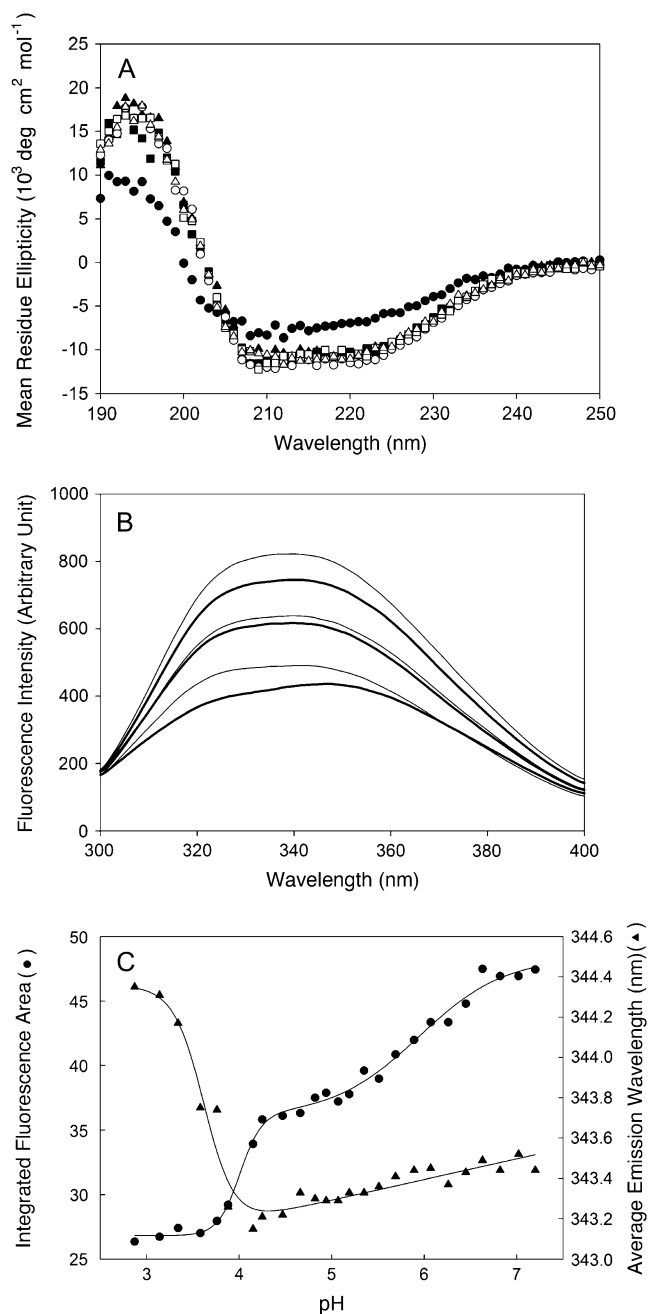 A
25
20
15
10
5
0
-5
-10
-15
190 200 210 220 230 240 250
Wavelength (nm)
Mean Residue Ellipticity (10³ deg cm² mol⁻¹)
B
1000
800
600
400
200
0
300 320 340 360 380 400
Wavelength (nm)
Fluorescence Intensity (Arbitrary Unit)
C
50
45
40
35
30
25
344.6
344.4
344.2
344.0
343.8
343.6
343.4
343.2
343.0
3 4 5 6 7
pH
Integrated Fluorescence Area (●)
Average Emission Wavelength (nm)(▲)